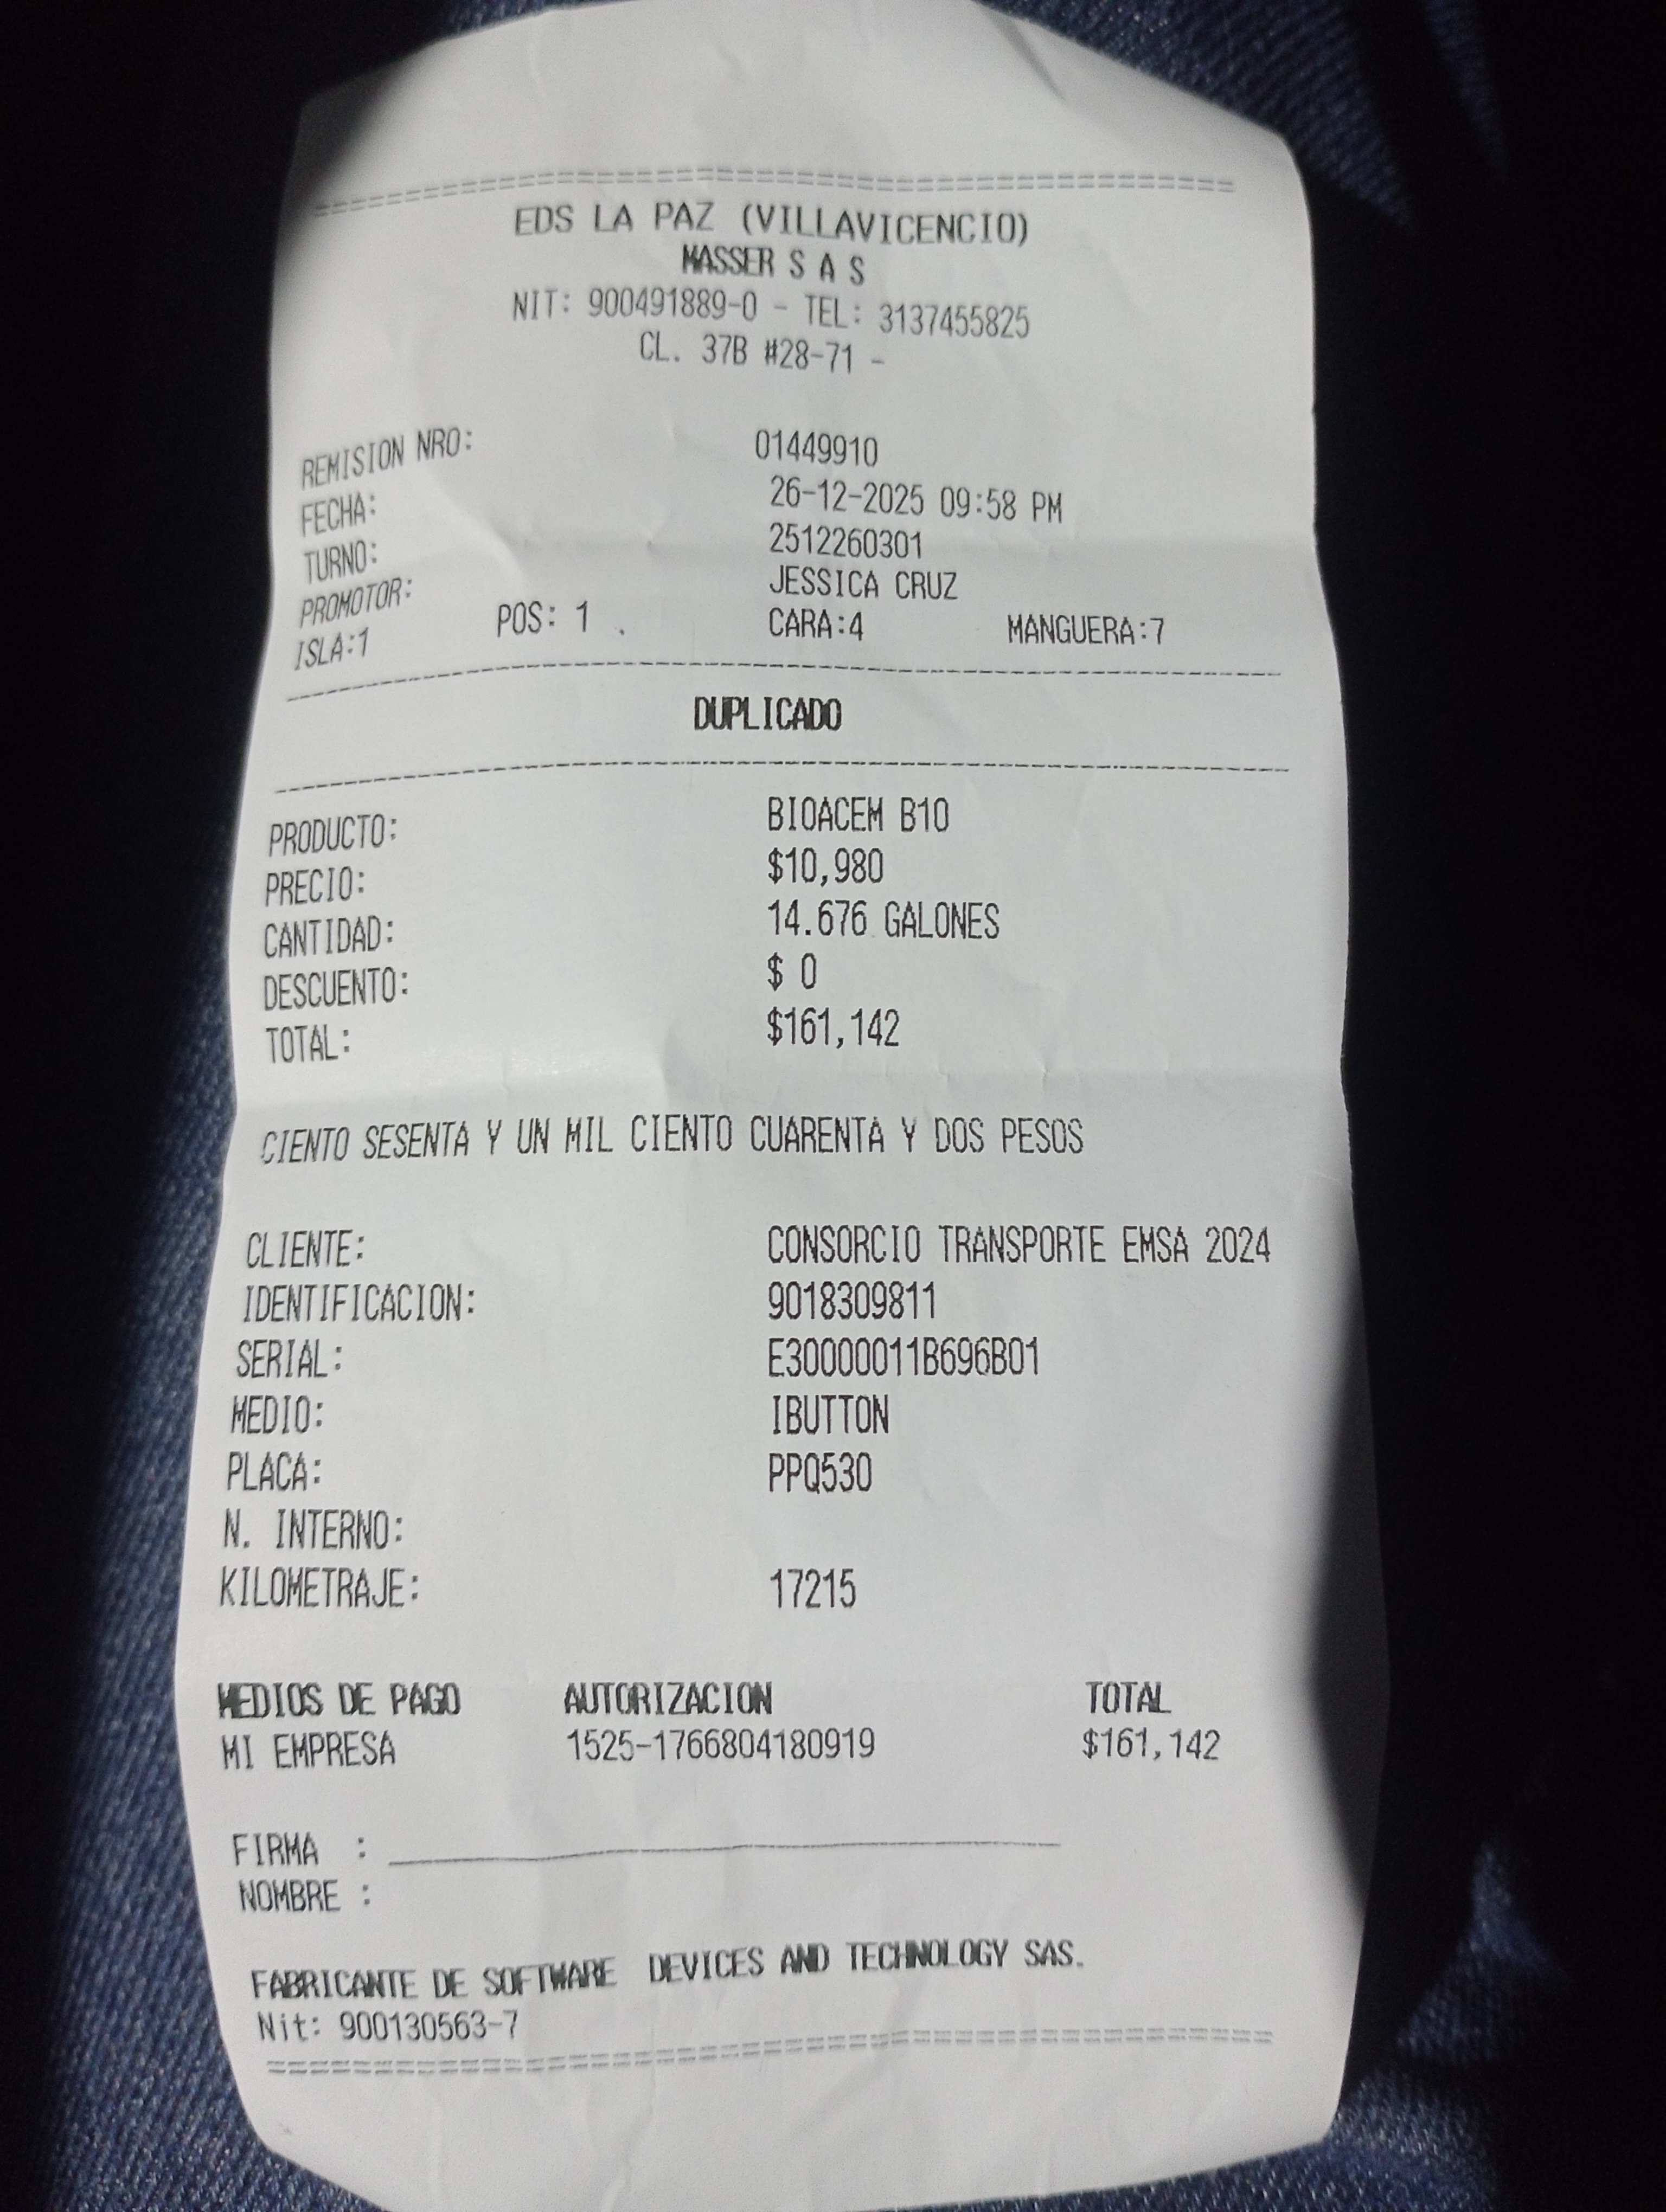 EDS LA PAZ (VILLAVICENCIO)
MASSER S A S
NIT: 900491889-0 - TEL: 3137455825
CL. 37B #28-71 -
REMISION NRO: 01449910
FECHA: 26-12-2025 09:58 PM
TURNO: 2512260301
PROMOTOR: JESSICA CRUZ
ISLA:1 POS: 1 CARA:4 MANGUERA:7
DUPLICADO
PRODUCTO: BIOACEM B10
PRECIO: $10,980
CANTIDAD: 14.676 GALONES
DESCUENTO: $ 0
TOTAL: $161,142
CIENTO SESENTA Y UN MIL CIENTO CUARENTA Y DOS PESOS
CLIENTE: CONSORCIO TRANSPORTE EMSA 2024
IDENTIFICACION: 9018309811
SERIAL: E30000011B696B01
MEDIO: IBUTTON
PLACA: PPQ530
N. INTERNO:
KILOMETRAJE: 17215
MEDIOS DE PAGO AUTORIZACION TOTAL
MI EMPRESA 1525-1766804180919 $161,142
FIRMA :
NOMBRE :
FABRICANTE DE SOFTWARE DEVICES AND TECHNOLOGY SAS.
Nit: 900130563-7